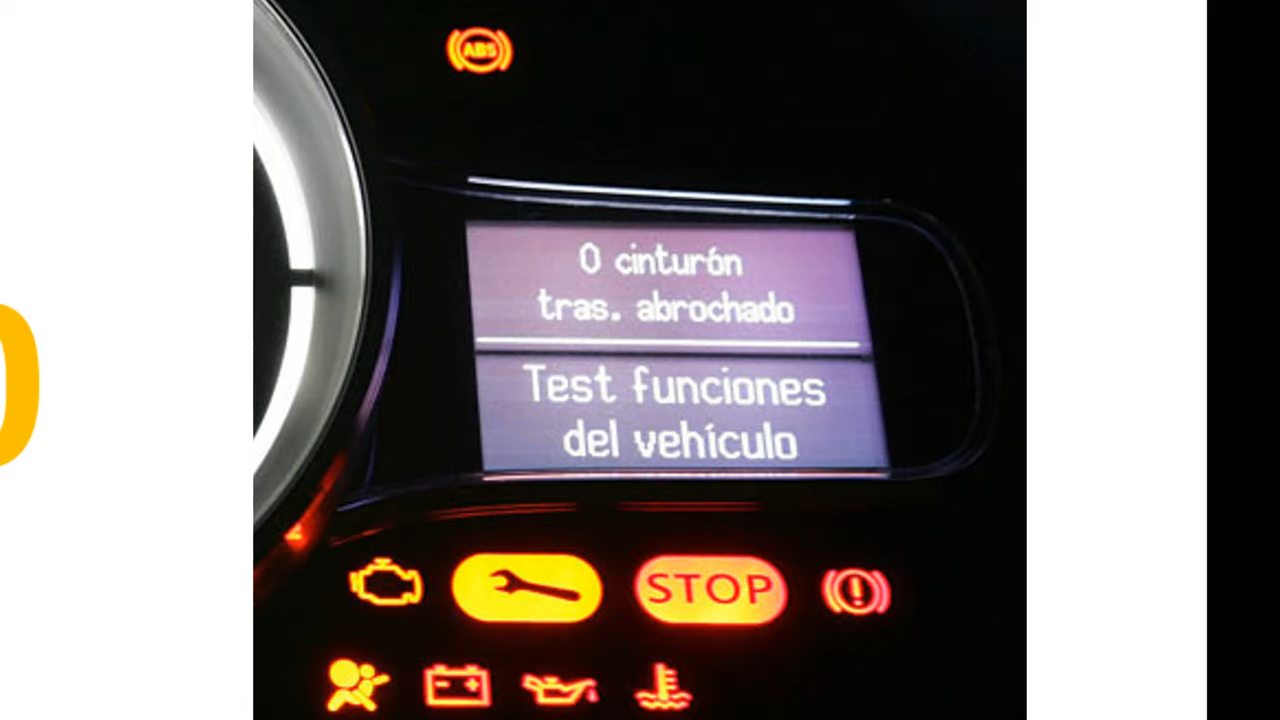 ABS
0 cinturón
tras. abrochado
Test funciones
del vehículo
STOP